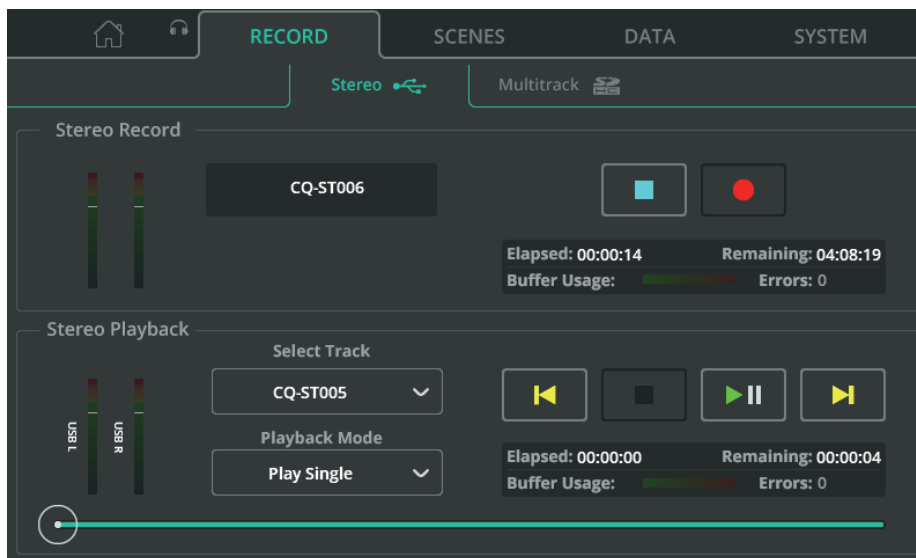 RECORD SCENES DATA SYSTEM
Stereo Multitrack
Stereo Record
CQ-ST006
Elapsed: 00:00:14 Remaining: 04:08:19
Buffer Usage: Errors: 0
Stereo Playback
Select Track
CQ-ST005
USB L
USB R
Playback Mode
Play Single
Elapsed: 00:00:00 Remaining: 00:00:04
Buffer Usage: Errors: 0